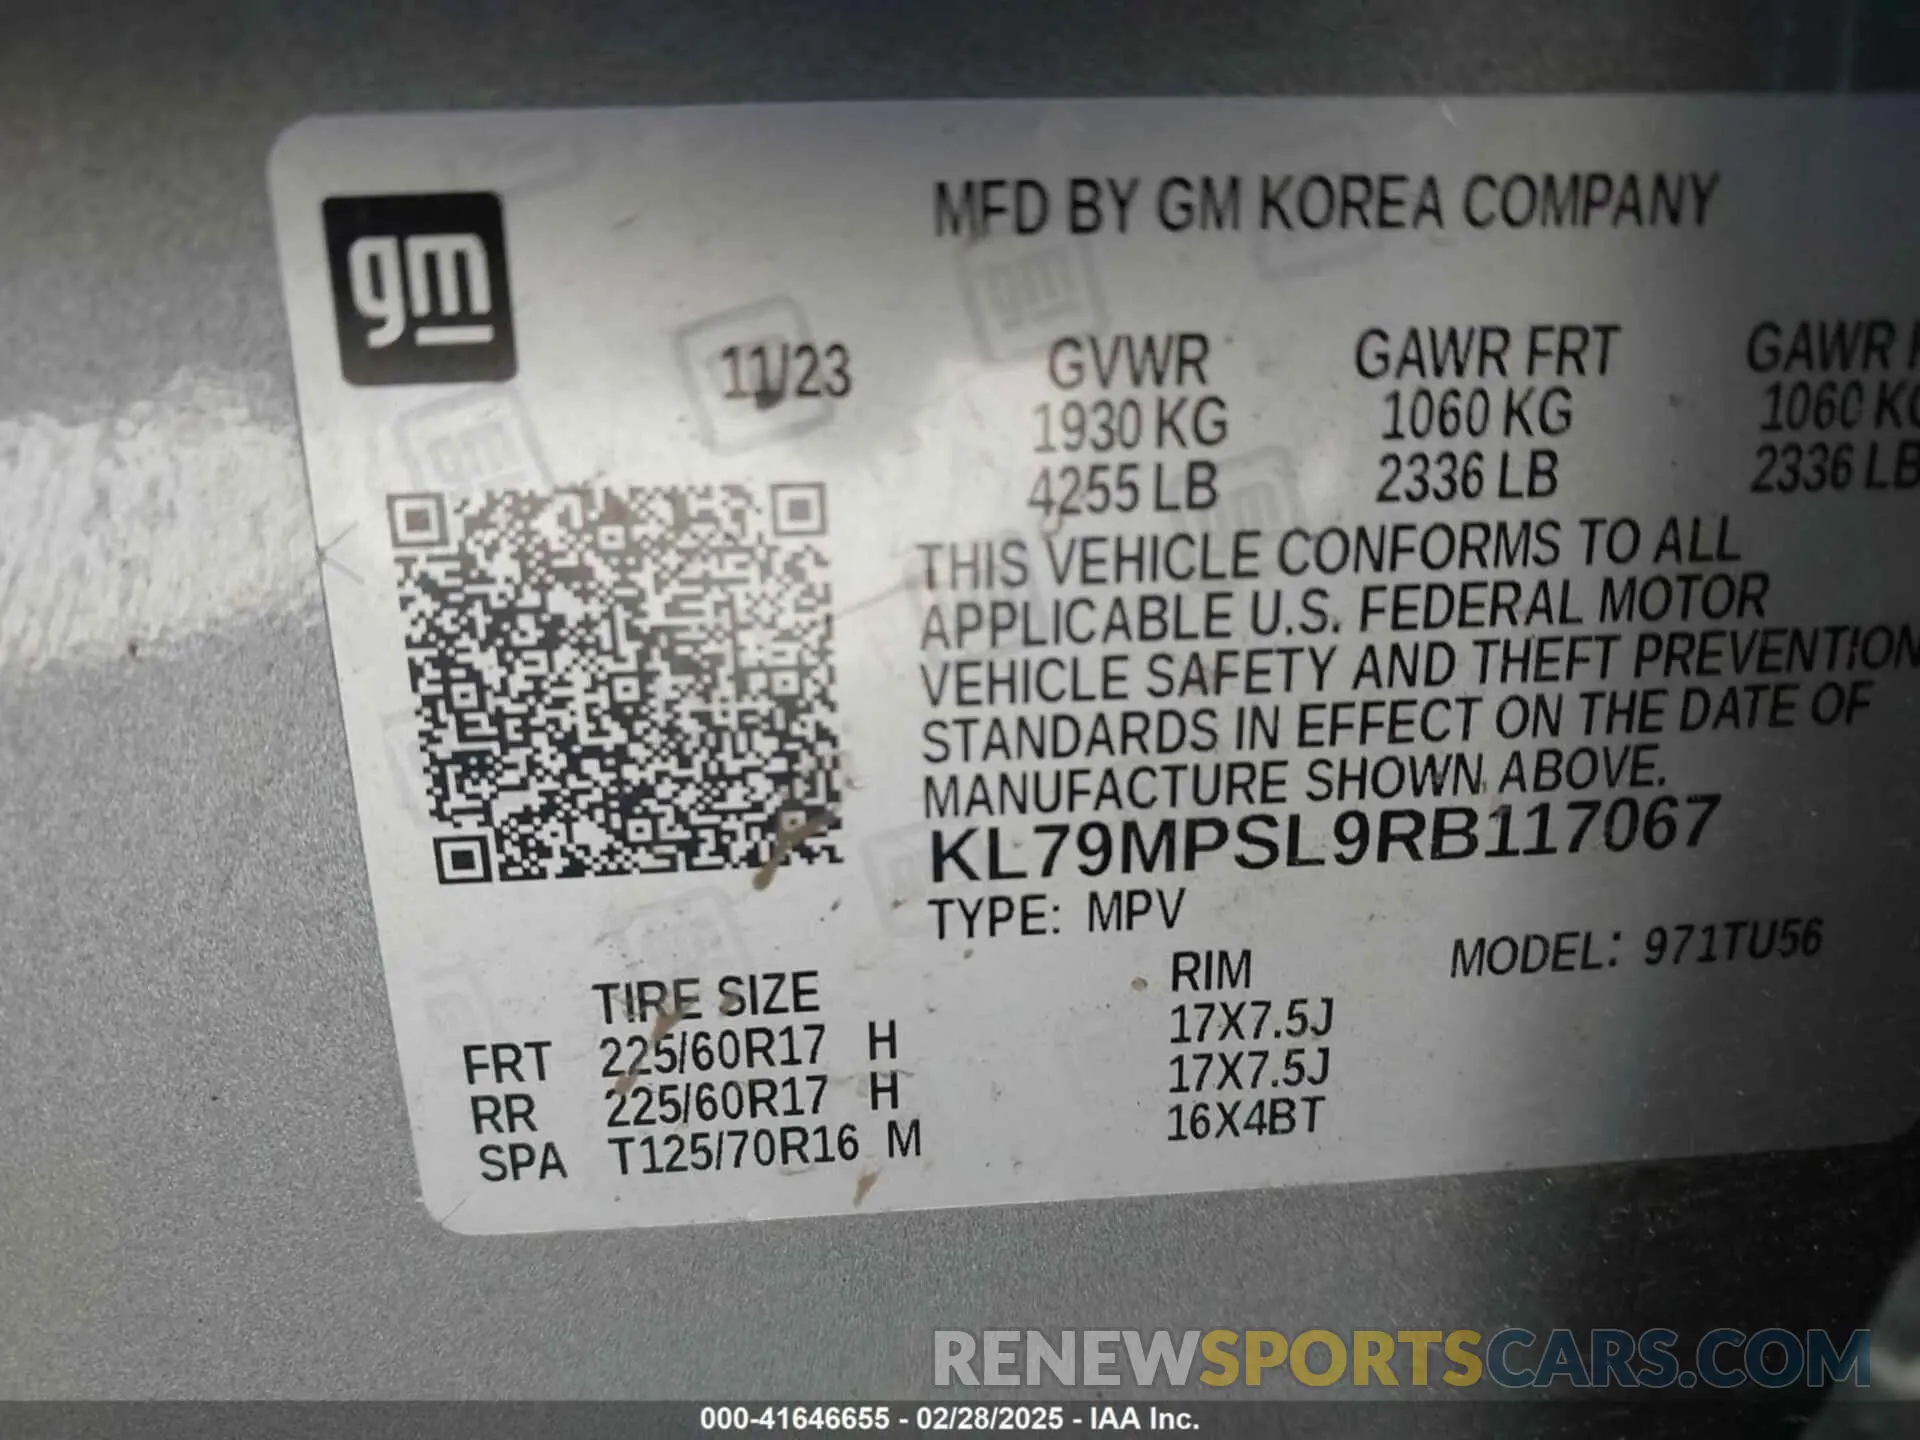 gm
MFD BY GM KOREA COMPANY
11/23
GVWR GAWR FRT GAWR
1930 KG 1060 KG 1060
4255 LB 2336 LB 2336 LB
THIS VEHICLE CONFORMS TO ALL
APPLICABLE U.S. FEDERAL MOTOR
VEHICLE SAFETY AND THEFT PREVENTION
STANDARDS IN EFFECT ON THE DATE OF
MANUFACTURE SHOWN ABOVE.
KL79MPSL9RB117067
TYPE: MPV
MODEL: 971TU56
TIRE SIZE RIM
FRT 225/60R17 H 17X7.5J
RR 225/60R17 H 17X7.5J
SPA T125/70R16 M 16X4BT
RENEWSPORTSCARS.COM
000-41646655 - 02/28/2025 - IAA Inc.